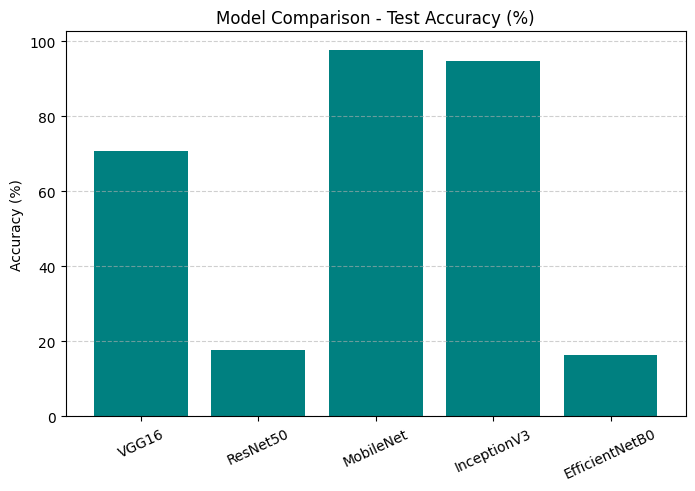 Model Comparison - Test Accuracy (%)
Accuracy (%)
100
80
60
40
20
0
VGG16
ResNet50
MobileNet
InceptionV3
EfficientNetB0